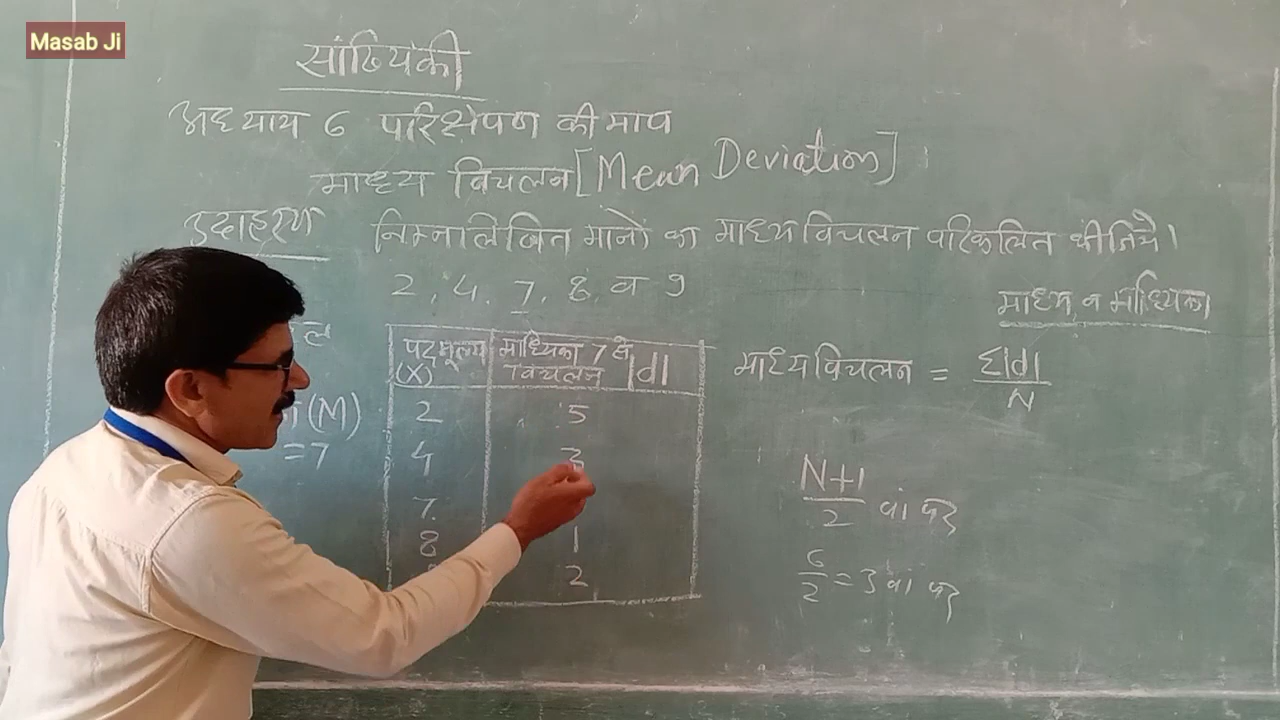 Masab Ji
सांख्यिकी
अध्याय 6 परिक्षेपण की माप
माध्य विचलन [Mean Deviation]
उदाहरण निम्नलिखित मानों का माध्य विचलन परिकलित कीजिये।
2, 4, 7, 8, व 9
माध्य व माध्यिका
हल
पद मूल्य (X) माध्यिका 7 से विचलन |d|
माध्य विचलन = Σ|d| / N
2 5
(M)
4 3
= 7
7
8 1
2
N+1 / 2 वां पद
6 / 2 = 3 वां पद